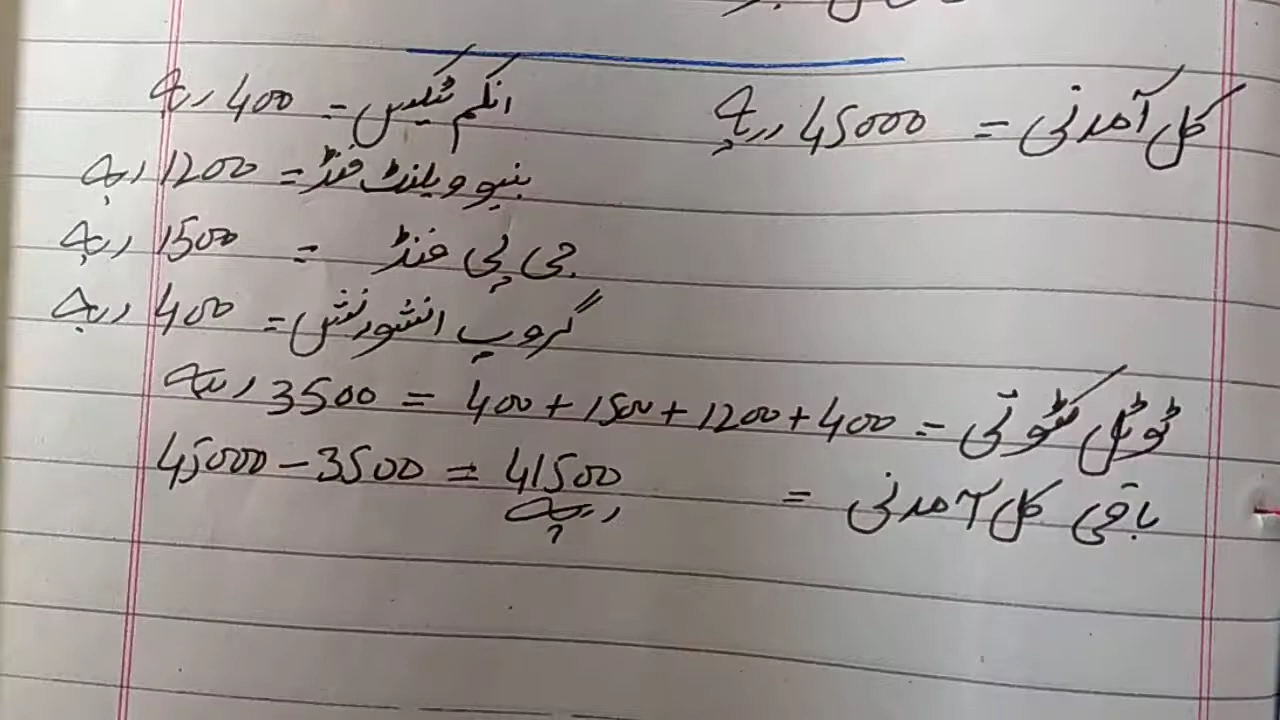 کل آمدنی = 45000 روپے
انکم ٹیکس = 400 روپے
بنیوویلنٹ فنڈ = 1200 روپے
جی پی فنڈ = 1500 روپے
گروپ انشورنش = 400 روپے
ٹوٹل کٹوتی = 400 + 1200 + 1500 + 400 = 3500 روپے
باقی کل آمدنی = 45000 - 3500 = 41500
روپے